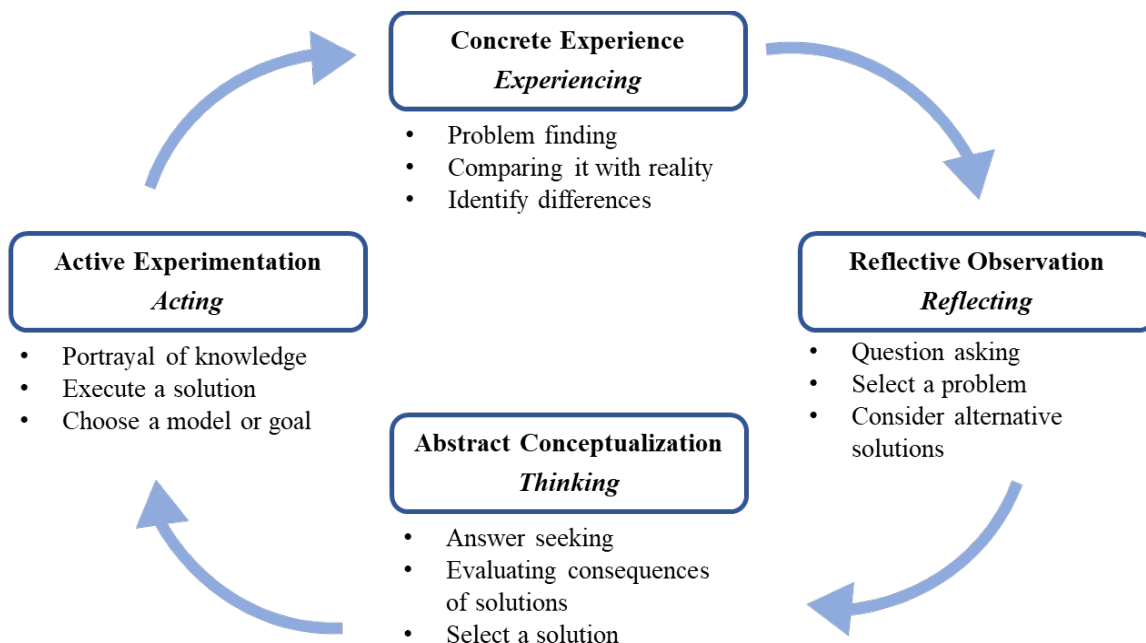 Concrete Experience
Experiencing
• Problem finding
• Comparing it with reality
• Identify differences
Reflective Observation
Reflecting
• Question asking
• Select a problem
• Consider alternative
solutions
Abstract Conceptualization
Thinking
• Answer seeking
• Evaluating consequences
of solutions
• Select a solution
Active Experimentation
Acting
• Portrayal of knowledge
• Execute a solution
• Choose a model or goal